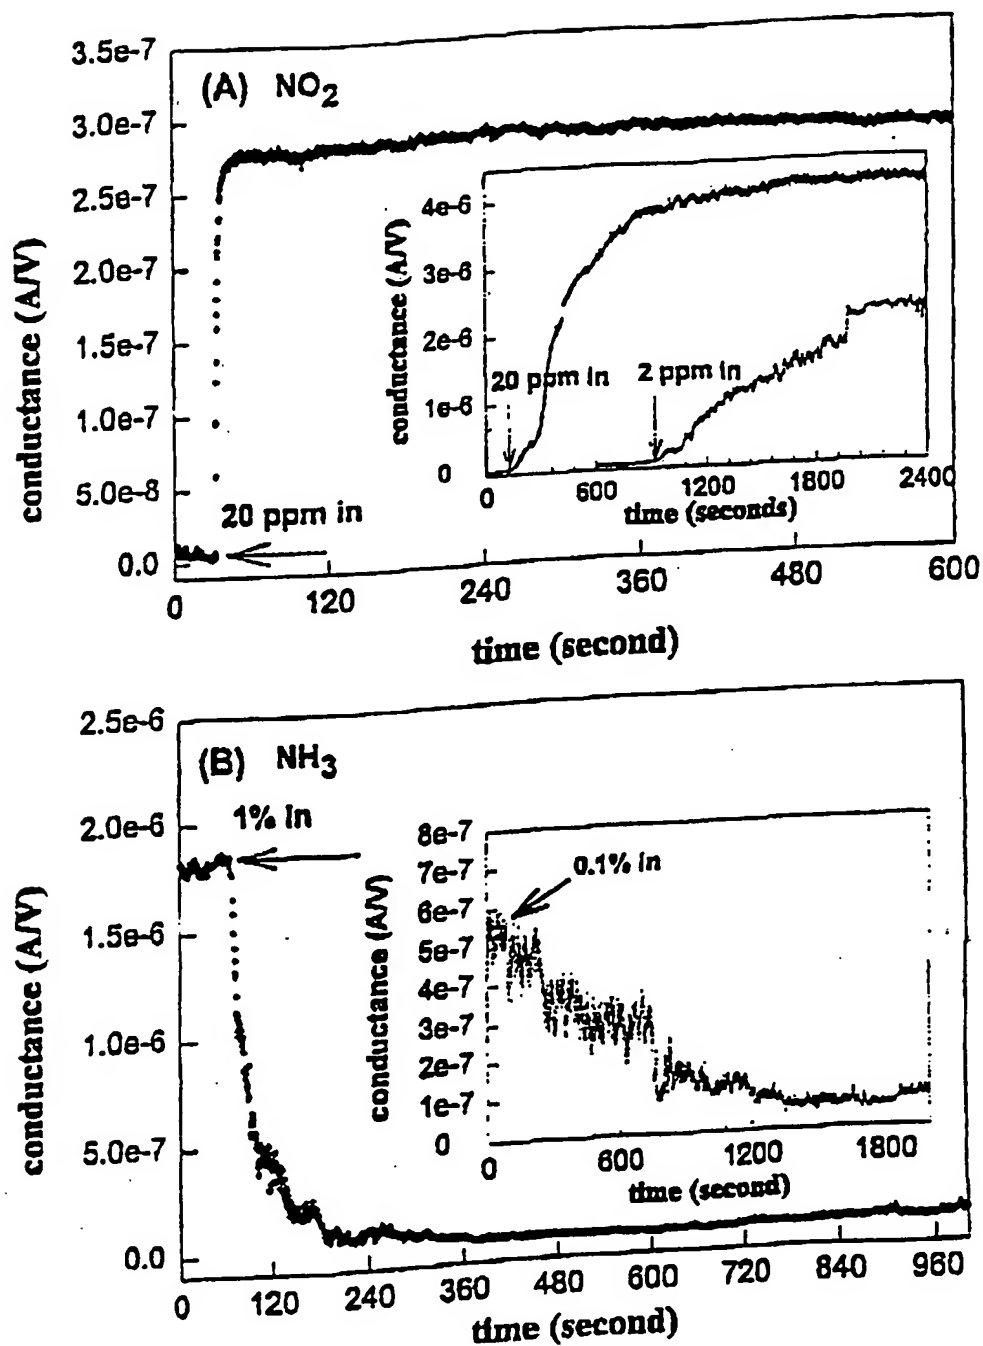 (A) NO2
3.5e-7
3.0e-7
2.5e-7
2.0e-7
1.5e-7
1.0e-7
5.0e-8
0.0
conductance (A/V)
20 ppm in
0 120 240 360 480 600
time (second)
4e-6
3e-6
2e-6
1e-6
0
conductance (A/V)
20 ppm in 2 ppm in
0 600 1200 1800 2400
time (seconds)
(B) NH3
2.5e-6
2.0e-6
1.5e-6
1.0e-6
5.0e-7
0.0
conductance (A/V)
1% in
0 120 240 360 480 600 720 840 960
time (second)
8e-7
7e-7
6e-7
5e-7
4e-7
3e-7
2e-7
1e-7
0
conductance (A/V)
0.1% in
0 600 1200 1800
time (second)